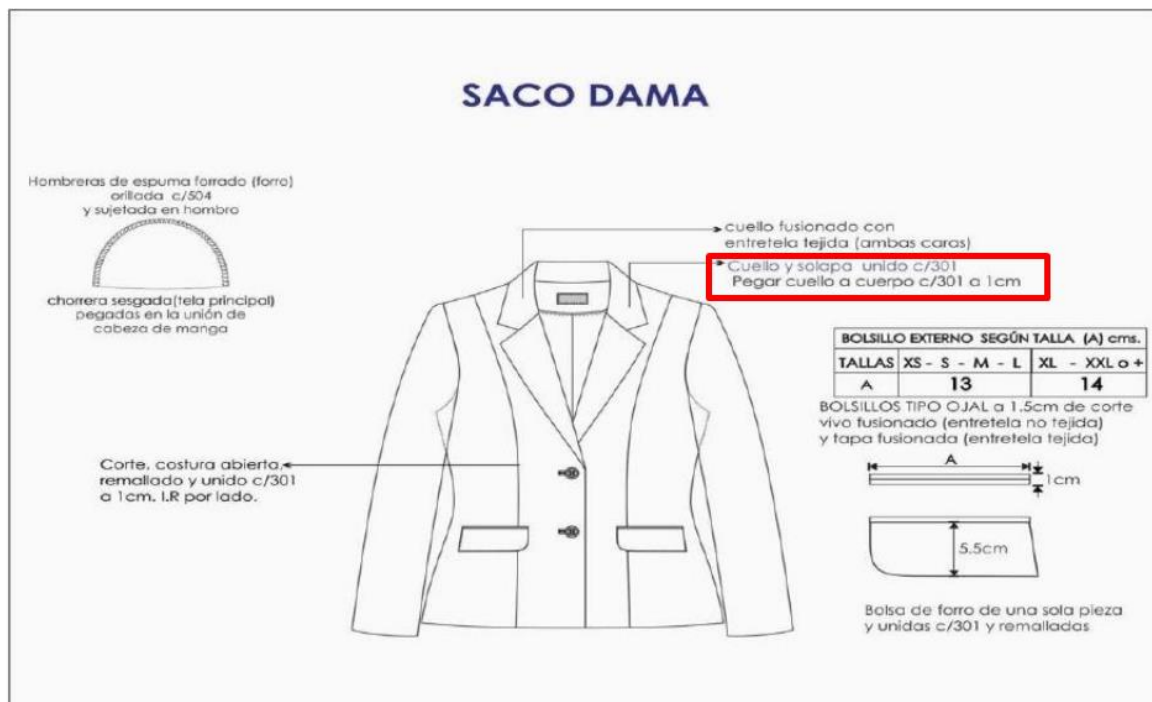 SACO DAMA
Hombreras de espuma forrado (forro)
orillada c/504
y sujetada en hombro
chorrera sesgada(tela principal)
pegadas en la unión de
cabeza de manga
cuello fusionado con
entretela tejida (ambas caras)
Cuello y solapa unido c/301
Pegar cuello a cuerpo c/301 a 1cm
BOLSILLO EXTERNO SEGÚN TALLA (A) cms.
TALLAS XS - S - M - L XL - XXL o +
A 13 14
BOLSILLOS TIPO OJAL a 1.5cm de corte
vivo fusionado (entretela no tejida)
y tapa fusionada (entretela tejida)
A
1cm
5.5cm
Corte, costura abierta,
remallado y unido c/301
a 1cm. I.R por lado.
Bolsa de forro de una sola pieza
y unidas c/301 y remalladas